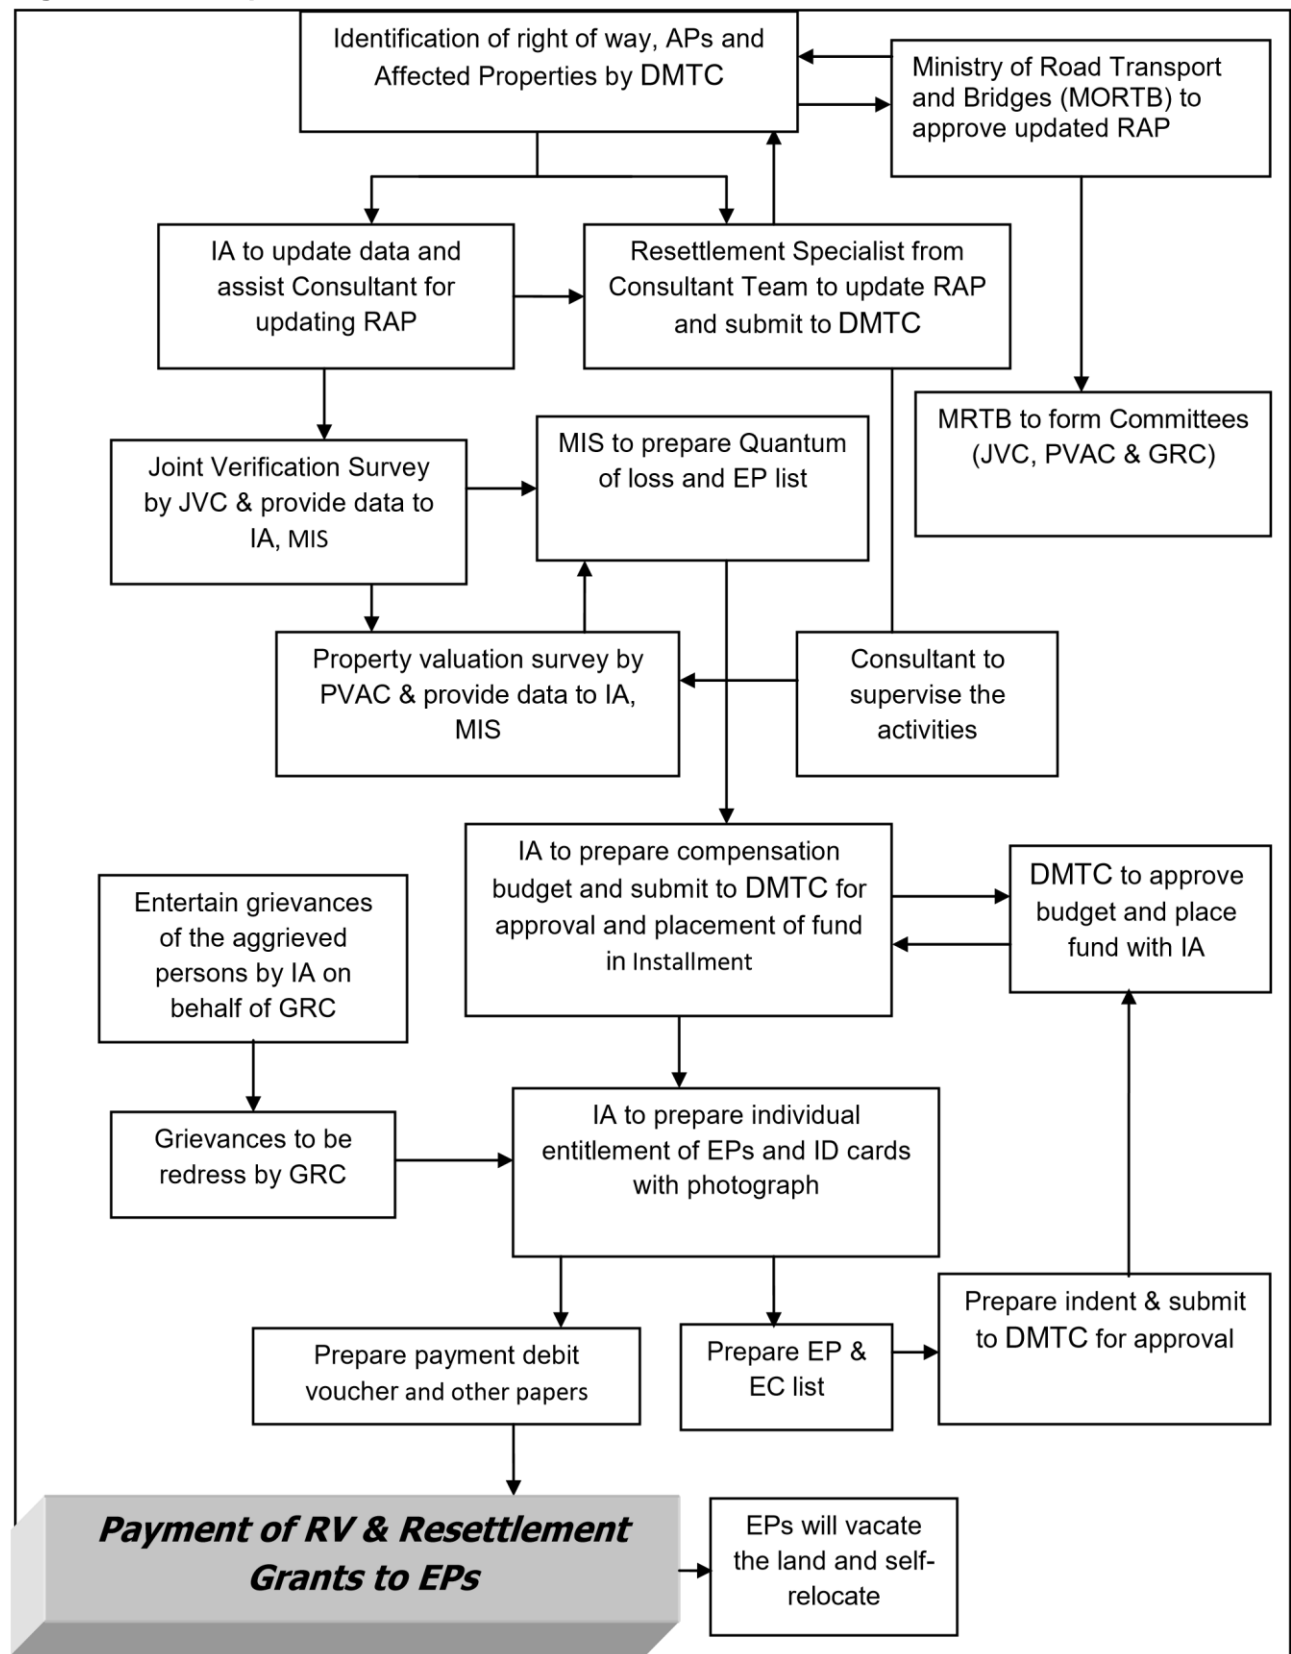 Identification of right of way, APs and
Affected Properties by DMTC
Ministry of Road Transport
and Bridges (MORTB) to
approve updated RAP
IA to update data and
assist Consultant for
updating RAP
Resettlement Specialist from
Consultant Team to update RAP
and submit to DMTC
MRTB to form Committees
(JVC, PVAC & GRC)
Joint Verification Survey
by JVC & provide data to
IA, MIS
MIS to prepare Quantum
of loss and EP list
Property valuation survey by
PVAC & provide data to IA,
MIS
Consultant to
supervise the
activities
IA to prepare compensation
budget and submit to DMTC for
approval and placement of fund
in Installment
DMTC to approve
budget and place
fund with IA
Entertain grievances
of the aggrieved
persons by IA on
behalf of GRC
Grievances to be
redress by GRC
IA to prepare individual
entitlement of EPs and ID cards
with photograph
Prepare indent & submit
to DMTC for approval
Prepare payment debit
voucher and other papers
Prepare EP &
EC list
Payment of RV & Resettlement
Grants to EPs
EPs will vacate
the land and self-
relocate